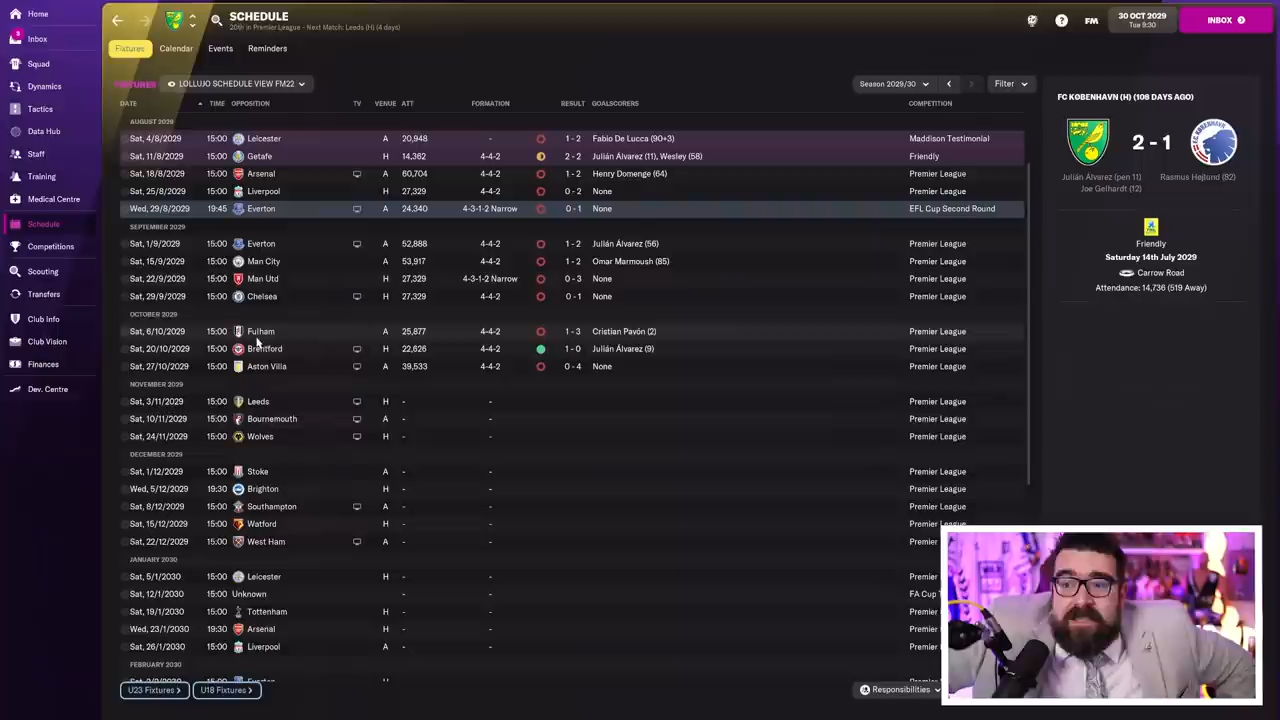 SCHEDULE
20th in Premier League - Next Match: Leeds (H) (4 days)
FM
30 OCT 2029
Tue 9:30
INBOX
Home
Inbox
Squad
Dynamics
Tactics
Data Hub
Staff
Training
Medical Centre
Schedule
Competitions
Scouting
Transfers
Club Info
Club Vision
Finances
Dev. Centre
Fixtures Calendar Events Reminders
FIXTURES LOLLUJO SCHEDULE VIEW FM22 Season 2029/30 Filter
DATE TIME OPPOSITION TV VENUE ATT FORMATION RESULT GOALSCORERS COMPETITION
AUGUST 2029
Sat, 4/8/2029 15:00 Leicester A 20,948 - 1 - 2 Fabio De Lucca (90+3) Maddison Testimonial
Sat, 11/8/2029 15:00 Getafe H 14,362 4-4-2 2 - 2 Julián Álvarez (11), Wesley (58) Friendly
Sat, 18/8/2029 15:00 Arsenal A 60,704 4-4-2 1 - 2 Henry Domenge (64) Premier League
Sat, 25/8/2029 15:00 Liverpool H 27,329 4-4-2 0 - 2 None Premier League
Wed, 29/8/2029 19:45 Everton A 24,340 4-3-1-2 Narrow 0 - 1 None EFL Cup Second Round
SEPTEMBER 2029
Sat, 1/9/2029 15:00 Everton A 52,888 4-4-2 1 - 2 Julián Álvarez (56) Premier League
Sat, 15/9/2029 15:00 Man City A 53,917 4-4-2 1 - 2 Omar Marmoush (85) Premier League
Sat, 22/9/2029 15:00 Man Utd H 27,329 4-3-1-2 Narrow 0 - 3 None Premier League
Sat, 29/9/2029 15:00 Chelsea H 27,329 4-4-2 0 - 1 None Premier League
OCTOBER 2029
Sat, 6/10/2029 15:00 Fulham A 25,877 4-4-2 1 - 3 Cristian Pavón (2) Premier League
Sat, 20/10/2029 15:00 Brentford H 22,626 4-4-2 1 - 0 Julián Álvarez (9) Premier League
Sat, 27/10/2029 15:00 Aston Villa A 39,533 4-4-2 0 - 4 None Premier League
NOVEMBER 2029
Sat, 3/11/2029 15:00 Leeds H - - Premier League
Sat, 10/11/2029 15:00 Bournemouth A - - Premier League
Sat, 24/11/2029 15:00 Wolves H - - Premier League
DECEMBER 2029
Sat, 1/12/2029 15:00 Stoke A - - Premier League
Wed, 5/12/2029 19:30 Brighton H - - Premier League
Sat, 8/12/2029 15:00 Southampton A - - Premier League
Sat, 15/12/2029 15:00 Watford H - - Premier League
Sat, 22/12/2029 15:00 West Ham A - - Premier
JANUARY 2030
Sat, 5/1/2030 15:00 Leicester H - - Premier
Sat, 12/1/2030 15:00 Unknown - - FA Cup
Sat, 19/1/2030 15:00 Tottenham H - - Premier
Wed, 23/1/2030 19:30 Arsenal H - - Premier
Sat, 26/1/2030 15:00 Liverpool A - - Premier
FEBRUARY 2030
U23 Fixtures U18 Fixtures Responsibilities
FC KØBENHAVN (H) (108 DAYS AGO)
2 - 1
Julián Álvarez (pen 11) Rasmus Højlund (82)
Joe Gelhardt (12)
Friendly
Saturday 14th July 2029
Carrow Road
Attendance: 14,736 (519 Away)